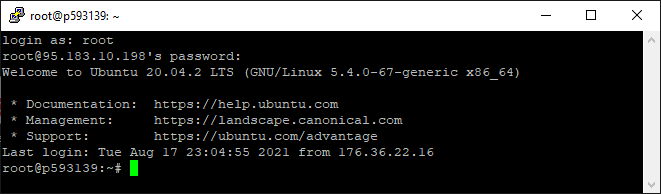 root@p593139: ~
login as: root
root@95.183.10.198's password:
Welcome to Ubuntu 20.04.2 LTS (GNU/Linux 5.4.0-67-generic x86_64)
* Documentation:  https://help.ubuntu.com
* Management:     https://landscape.canonical.com
* Support:        https://ubuntu.com/advantage
Last login: Tue Aug 17 23:04:55 2021 from 176.36.22.16
root@p593139:~#